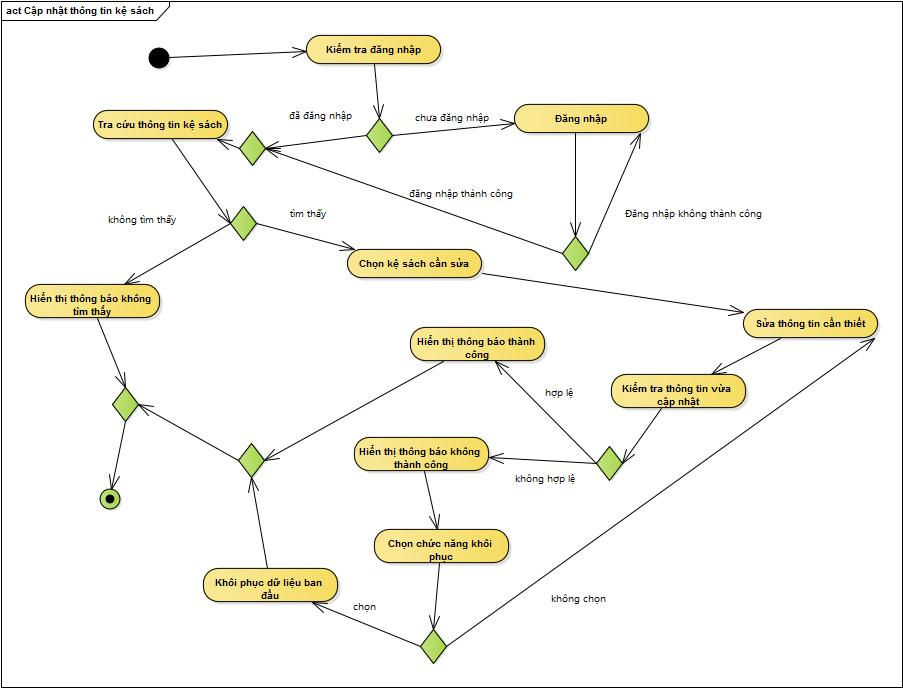 act Cập nhật thông tin kệ sách
Kiểm tra đăng nhập
đã đăng nhập
chưa đăng nhập
Đăng nhập
Tra cứu thông tin kệ sách
đăng nhập thành công
Đăng nhập không thành công
không tìm thấy
tìm thấy
Chọn kệ sách cần sửa
Hiển thị thông báo không
tìm thấy
Sửa thông tin cần thiết
Hiển thị thông báo thành
công
Kiểm tra thông tin vừa
cập nhật
hợp lệ
Hiển thị thông báo không
thành công
không hợp lệ
Chọn chức năng khôi
phục
Khôi phục dữ liệu ban
đầu
chọn
không chọn